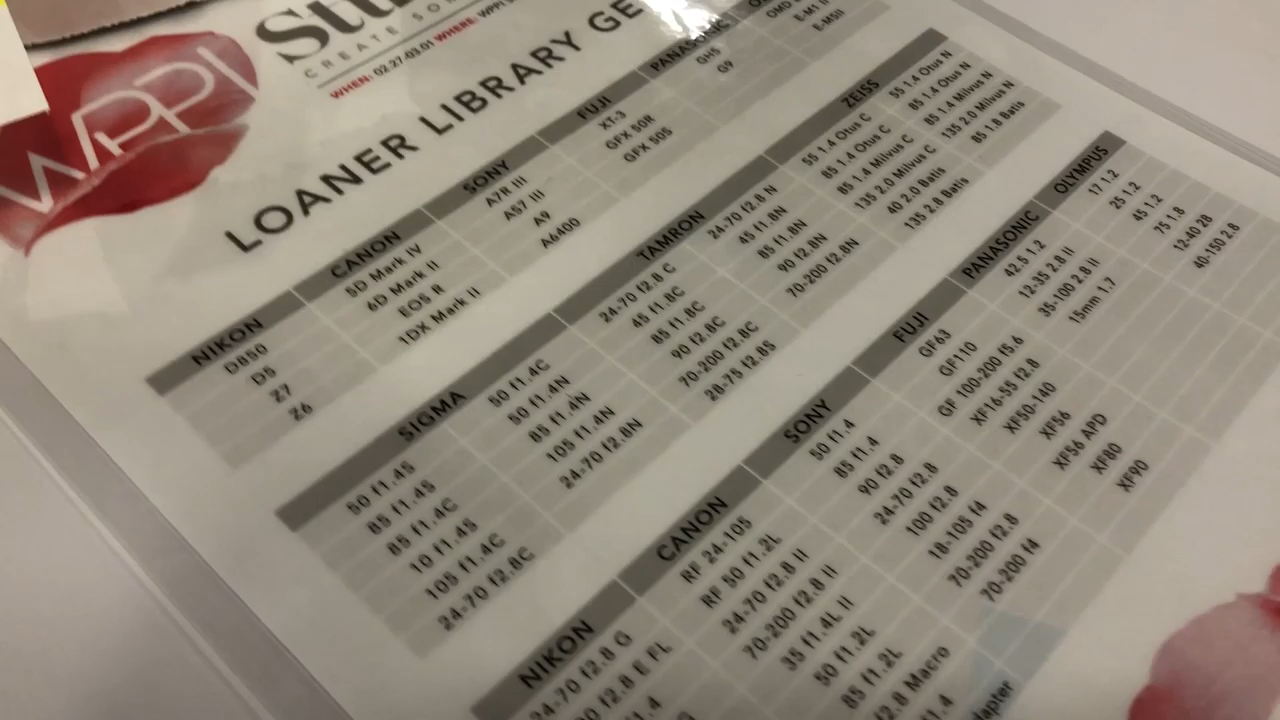 WPPI
CREATE
WHEN: 02.27-03.01 WHERE: WPPI
LOANER LIBRARY
NIKON
D850
D5
Z7
Z6
CANON
5D Mark IV
6D Mark II
EOS R
1DX Mark II
SONY
A7R III
A57 III
A9
A6400
FUJI
XT-3
GFX 50R
GFX 50S
PANASONIC
GH5
G9
E-M1 II
E-M5II
SIGMA
50 f1.4S
85 f1.4S
85 f1.4C
10 f1.4S
105 f1.4C
24-70 f2.8C
50 f1.4C
50 f1.4N
85 f1.4N
105 f1.4N
24-70 f2.8N
TAMRON
24-70 f2.8 C
45 f1.8C
85 f1.8C
90 f2.8C
70-200 f2.8C
28-75 f2.8S
24-70 f2.8 N
45 f1.8N
85 f1.8N
90 f2.8N
70-200 f2.8N
ZEISS
55 1.4 Otus C
85 1.4 Otus C
85 1.4 Milvus C
135 2.0 Milvus C
40 2.0 Batis
135 2.8 Batis
55 1.4 Otus N
85 1.4 Otus N
85 1.4 Milvus N
135 2.0 Milvus N
85 1.8 Batis
NIKON
24-70 f2.8 G
f2.8 E FL
CANON
RF 24-105
RF 50 f1.2L
24-70 f2.8 II
70-200 f2.8 II
35 f1.4L II
50 f1.2L
85 f1.2L
Macro
SONY
50 f1.4
85 f1.4
90 f2.8
24-70 f2.8
100 f2.8
18-105 f4
70-200 f2.8
70-200 f4
FUJI
GF63
GF110
GF 100-200 f5.6
XF16-55 f2.8
XF50-140
XF56
XF56 APD
XF80
XF90
PANASONIC
42.5 1.2
12-35 2.8 II
35-100 2.8 II
15mm 1.7
OLYMPUS
17 1.2
25 1.2
45 1.2
75 1.8
12-40 28
40-150 2.8